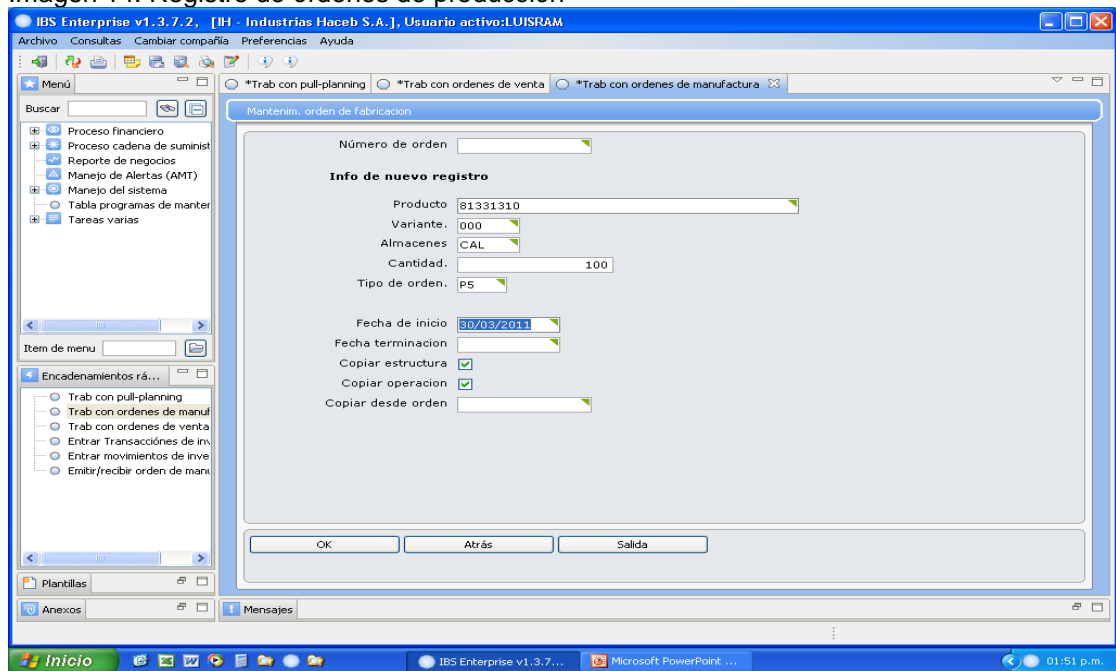 Imagen 14. Registro de ordenes de producción
IBS Enterprise v1.3.7.2, [IH - Industrias Haceb S.A.], Usuario activo:LUISRAM
Archivo Consultas Cambiar compañía Preferencias Ayuda
Menú
*Trab con pull-planning *Trab con ordenes de venta *Trab con ordenes de manufactura
Buscar
Mantenim. orden de fabricacion
Proceso financiero
Proceso cadena de suminist
Reporte de negocios
Manejo de Alertas (AMT)
Manejo del sistema
Tabla programas de manter
Tareas varias
Item de menu
Encadenamientos rá...
Trab con pull-planning
Trab con ordenes de manuf
Trab con ordenes de venta
Entrar Transacciónes de inv
Entrar movimientos de inve
Emitir/recibir orden de manu
Plantillas
Anexos
Número de orden
Info de nuevo registro
Producto 81331310
Variante. 000
Almacenes CAL
Cantidad. 100
Tipo de orden. P5
Fecha de inicio 30/03/2011
Fecha terminacion
Copiar estructura
Copiar operacion
Copiar desde orden
OK Atrás Salida
Mensajes
Inicio IBS Enterprise v1.3.7... Microsoft PowerPoint ... 01:51 p.m.